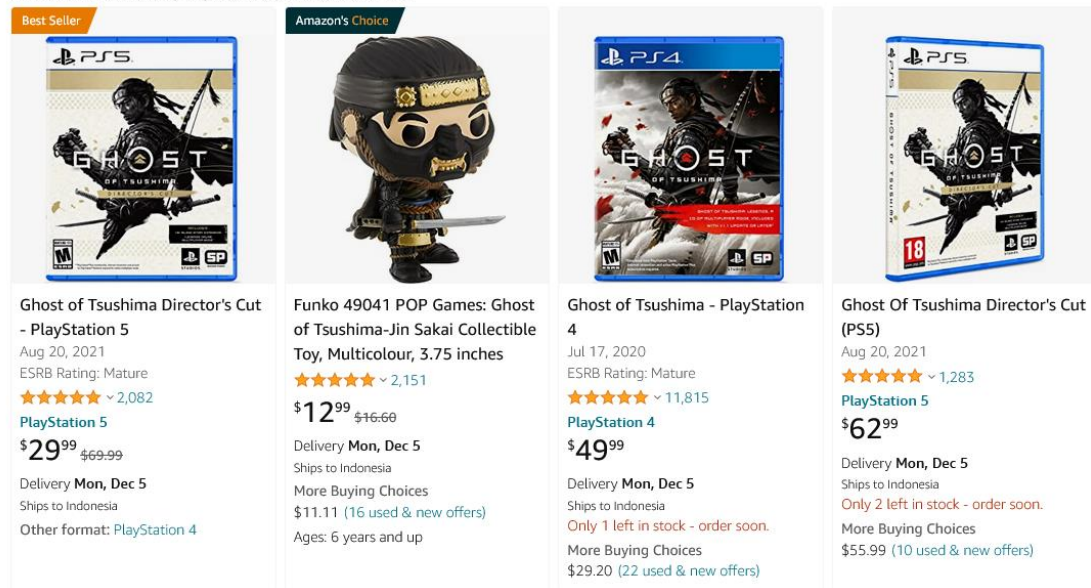 Best Seller
PS5
GHOST
OF TSUSHIMA
DIRECTOR'S CUT
M
SP
Ghost of Tsushima Director's Cut
- PlayStation 5
Aug 20, 2021
ESRB Rating: Mature
2,082
PlayStation 5
$29⁹⁹ $69.99
Delivery Mon, Dec 5
Ships to Indonesia
Other format: PlayStation 4
Amazon's Choice
Funko 49041 POP Games: Ghost
of Tsushima-Jin Sakai Collectible
Toy, Multicolour, 3.75 inches
2,151
$12⁹⁹ $16.60
Delivery Mon, Dec 5
Ships to Indonesia
More Buying Choices
$11.11 (16 used & new offers)
Ages: 6 years and up
PS4
GHOST
OF TSUSHIMA
M
SP
Ghost of Tsushima - PlayStation
4
Jul 17, 2020
ESRB Rating: Mature
11,815
PlayStation 4
$49⁹⁹
Delivery Mon, Dec 5
Ships to Indonesia
Only 1 left in stock - order soon.
More Buying Choices
$29.20 (22 used & new offers)
PS5
PS5
GHOST OF TSUSHIMA
GHOST
OF TSUSHIMA
DIRECTOR'S CUT
18
SP
Ghost Of Tsushima Director's Cut
(PS5)
Aug 20, 2021
1,283
PlayStation 5
$62⁹⁹
Delivery Mon, Dec 5
Ships to Indonesia
Only 2 left in stock - order soon.
More Buying Choices
$55.99 (10 used & new offers)